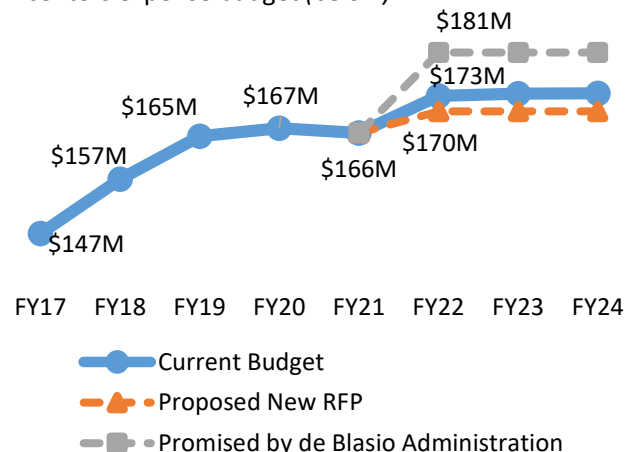 $181M
$173M
$167M
$165M
$157M
$170M
$166M
$147M
FY17 FY18 FY19 FY20 FY21 FY22 FY23 FY24
Current Budget
Proposed New RFP
Promised by de Blasio Administration